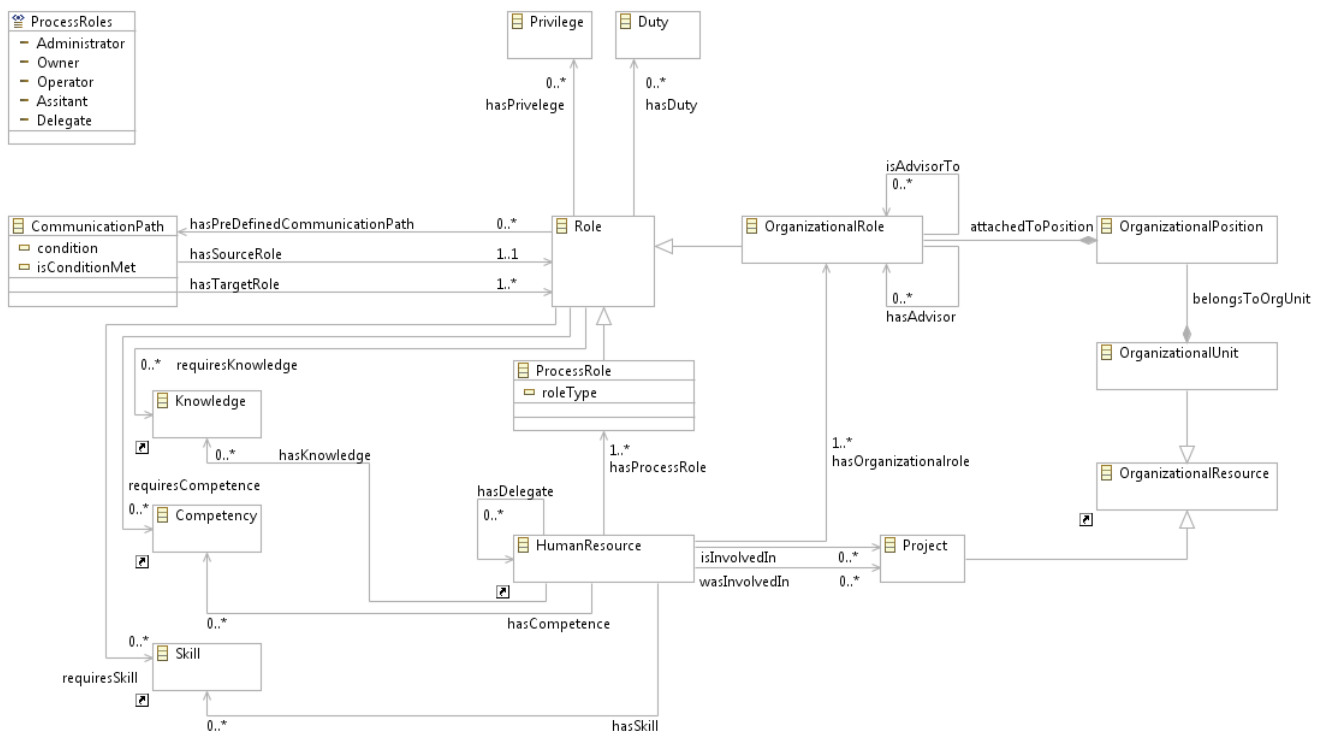 ProcessRoles
Administrator
Owner
Operator
Assitant
Delegate
Privilege
Duty
0..*
hasPrivelege
0..*
hasDuty
CommunicationPath
condition
isConditionMet
hasPreDefinedCommunicationPath 0..*
hasSourceRole 1..1
hasTargetRole 1..*
Role
isAdvisorTo
0..*
OrganizationalRole
attachedToPosition
OrganizationalPosition
0..*
hasAdvisor
belongsToOrgUnit
OrganizationalUnit
0..* requiresKnowledge
ProcessRole
roleType
Knowledge
0..* hasKnowledge
1..*
hasProcessRole
1..*
hasOrganizationalrole
OrganizationalResource
requiresCompetence
0..*
Competency
hasDelegate
0..*
HumanResource
isInvolvedIn 0..*
wasInvolvedIn 0..*
Project
0..*
hasCompetence
0..*
Skill
requiresSkill
0..*
hasSkill